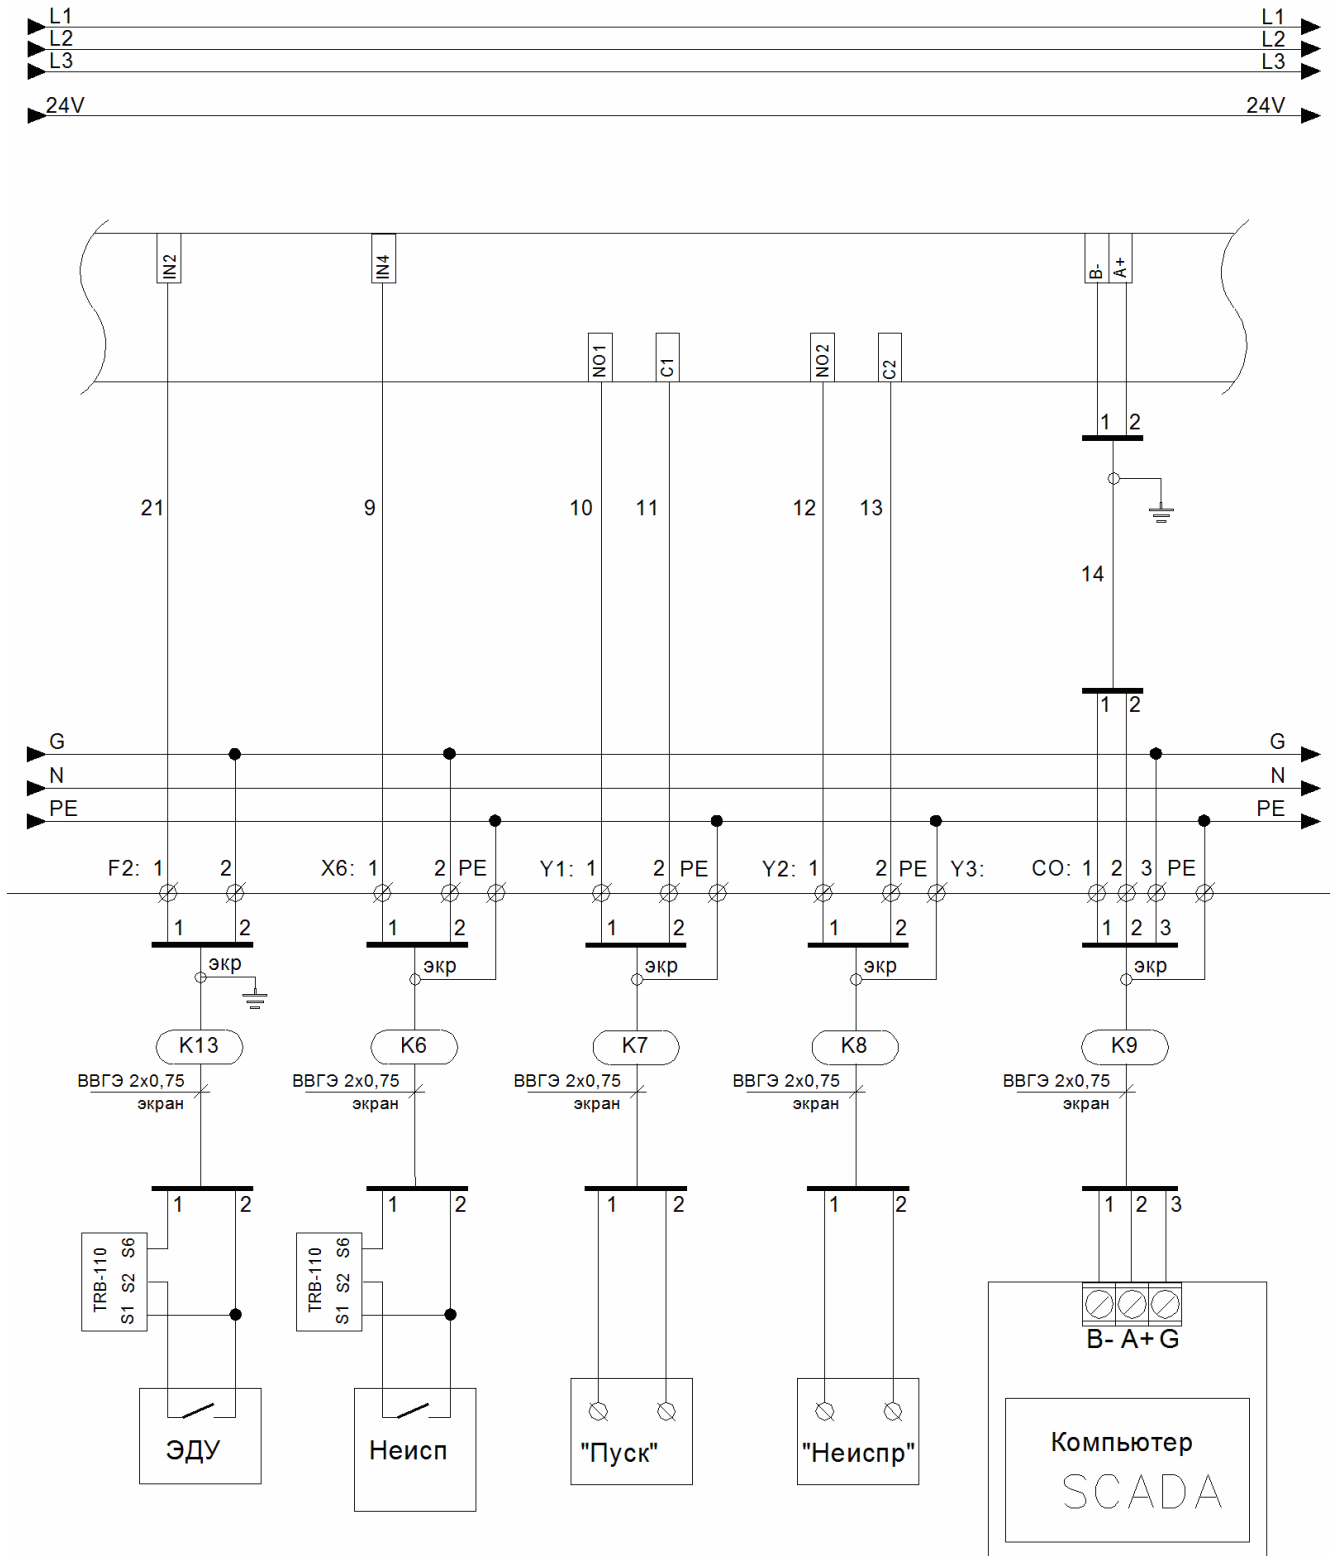 L1 L1
L2 L2
L3 L3
24V 24V
IN2 IN4 B- A+
NO1 C1 NO2 C2
1 2
21 9 10 11 12 13
14
1 2
G G
N N
PE PE
F2: 1 2 X6: 1 2 PE Y1: 1 2 PE Y2: 1 2 PE Y3: CO: 1 2 3 PE
1 2 1 2 1 2 1 2 1 2 3
экр экр экр экр экр
K13 K6 K7 K8 K9
ВВГЭ 2х0,75 ВВГЭ 2х0,75 ВВГЭ 2х0,75 ВВГЭ 2х0,75 ВВГЭ 2х0,75
экран экран экран экран экран
1 2 1 2 1 2 1 2 1 2 3
TRB-110 S1 S2 S6 TRB-110 S1 S2 S6
B- A+ G
ЭДУ Неисп "Пуск" "Неиспр" Компьютер
SCADA